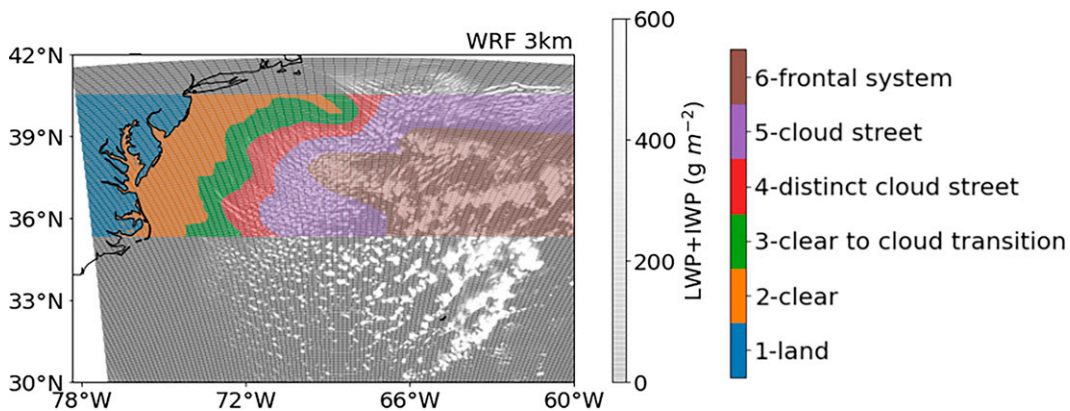 WRF 3km
42°N
39°N
36°N
33°N
30°N
78°W
72°W
66°W
60°W
600
400
200
0
LWP+IWP (g m⁻²)
6-frontal system
5-cloud street
4-distinct cloud street
3-clear to cloud transition
2-clear
1-land